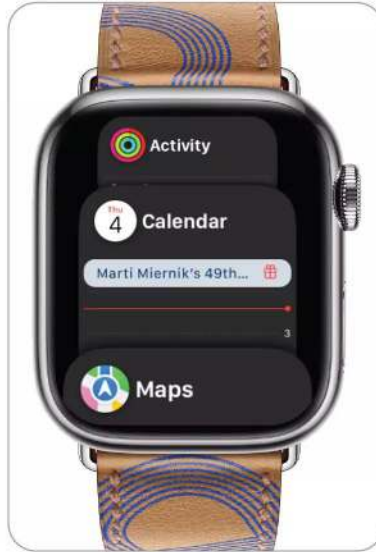 Activity
Thu
4
Calendar
Marti Miernik's 49th...
3
Maps